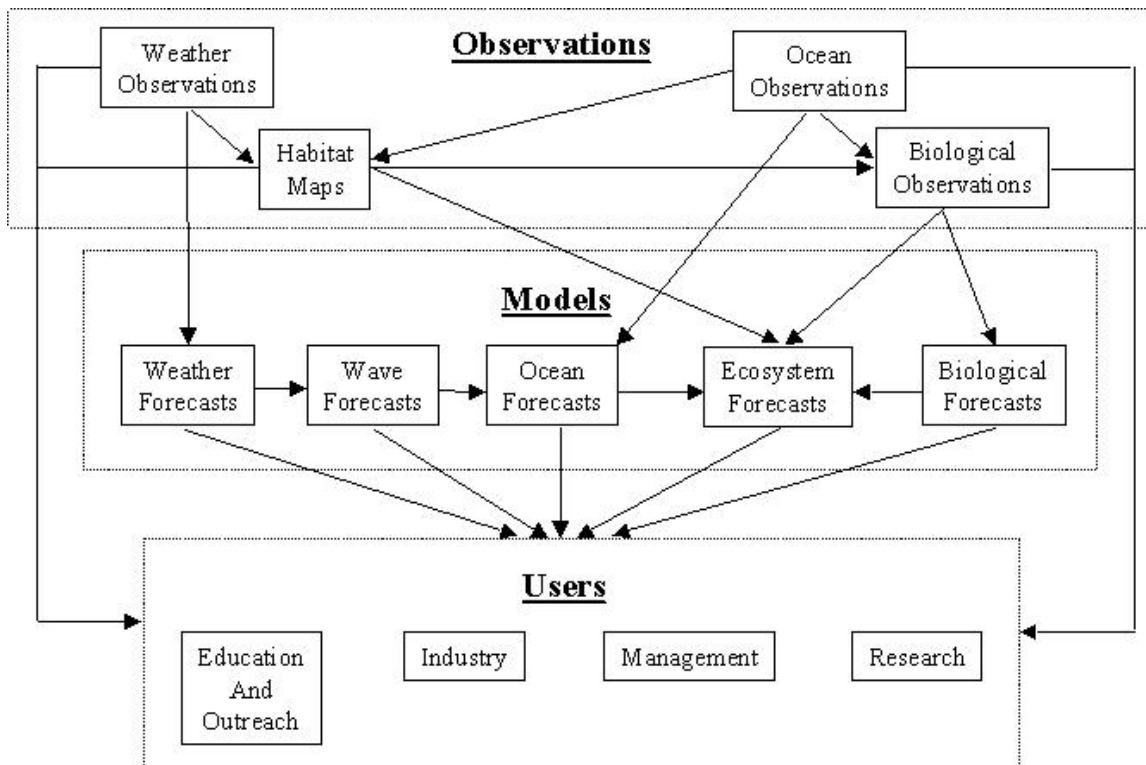 Observations
Weather
Observations
Ocean
Observations
Habitat
Maps
Biological
Observations
Models
Weather
Forecasts
Wave
Forecasts
Ocean
Forecasts
Ecosystem
Forecasts
Biological
Forecasts
Users
Education
And
Outreach
Industry
Management
Research